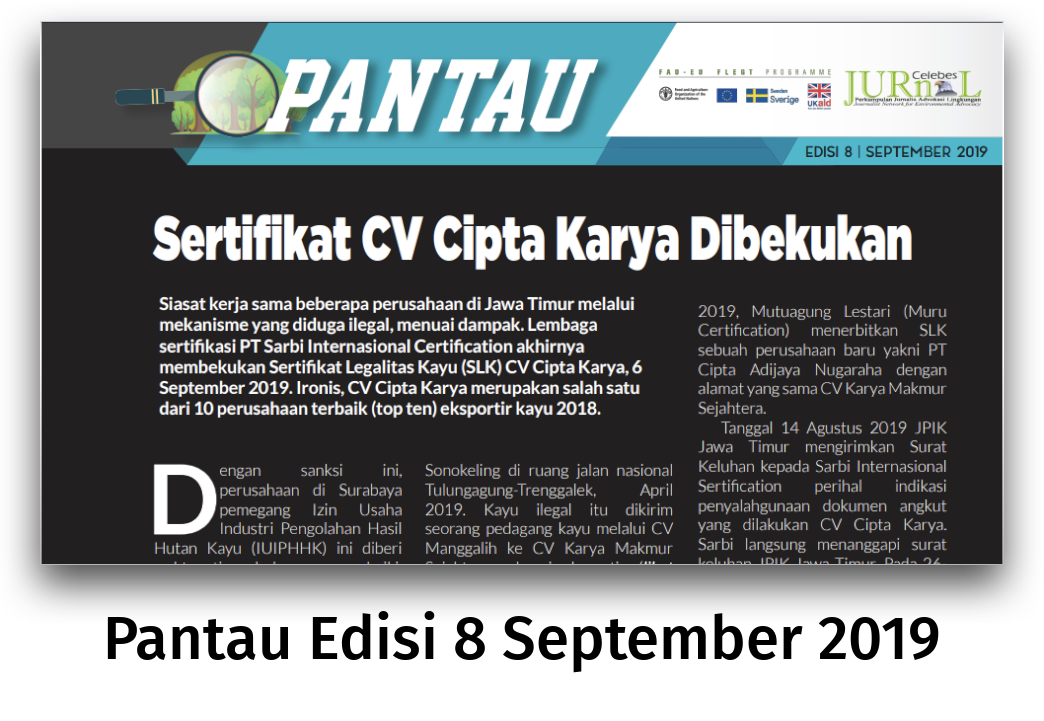 PANTAU
FAO-EU FLEGT PROGRAMME
Food and Agriculture
Organization of the
United Nations
Sweden
Sverige
UKaid
Celebes
JURnaL
Perkumpulan Jurnalis Advokasi Lingkungan
Journalist Network for Environmental Advocacy
EDISI 8 | SEPTEMBER 2019
Sertifikat CV Cipta Karya Dibekukan
Siasat kerja sama beberapa perusahaan di Jawa Timur melalui
mekanisme yang diduga ilegal, menuai dampak. Lembaga
sertifikasi PT Sarbi Internasional Certification akhirnya
membekukan Sertifikat Legalitas Kayu (SLK) CV Cipta Karya, 6
September 2019. Ironis, CV Cipta Karya merupakan salah satu
dari 10 perusahaan terbaik (top ten) eksportir kayu 2018.
Dengan sanksi ini,
perusahaan di Surabaya
pemegang Izin Usaha
Industri Pengolahan Hasil
Hutan Kayu (IUIPHHK) ini diberi
Sonokeling di ruang jalan nasional
Tulungagung-Trenggalek, April
2019. Kayu ilegal itu dikirim
seorang pedagang kayu melalui CV
Manggalih ke CV Karya Makmur
2019, Mutuagung Lestari (Muru
Certification) menerbitkan SLK
sebuah perusahaan baru yakni PT
Cipta Adijaya Nugaraha dengan
alamat yang sama CV Karya Makmur
Sejahtera.
Tanggal 14 Agustus 2019 JPIK
Jawa Timur mengirimkan Surat
Keluhan kepada Sarbi Internasional
Sertification perihal indikasi
penyalahgunaan dokumen angkut
yang dilakukan CV Cipta Karya.
Sarbi langsung menanggapi surat
keluhan JPIK Jawa Timur. Pada 26-
Pantau Edisi 8 September 2019